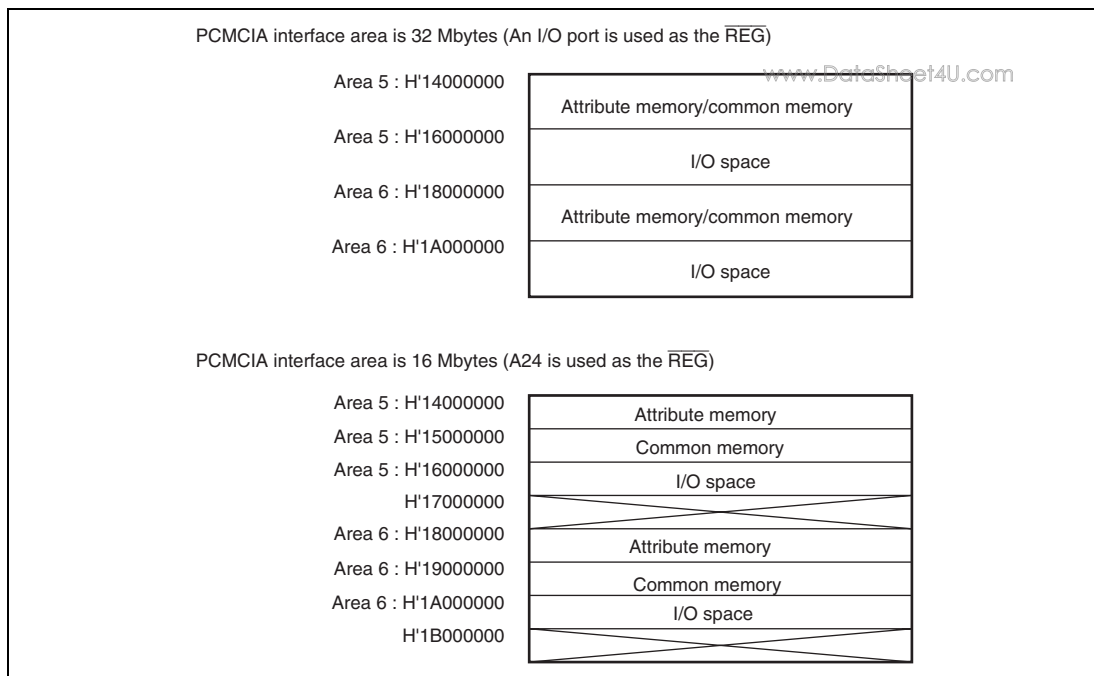 PCMCIA interface area is 32 Mbytes (An I/O port is used as the REG)
www.DataSheet4U.com
Area 5 : H'14000000
Attribute memory/common memory
Area 5 : H'16000000
I/O space
Area 6 : H'18000000
Attribute memory/common memory
Area 6 : H'1A000000
I/O space
PCMCIA interface area is 16 Mbytes (A24 is used as the REG)
Area 5 : H'14000000
Attribute memory
Area 5 : H'15000000
Common memory
Area 5 : H'16000000
I/O space
H'17000000
Area 6 : H'18000000
Attribute memory
Area 6 : H'19000000
Common memory
Area 6 : H'1A000000
I/O space
H'1B000000